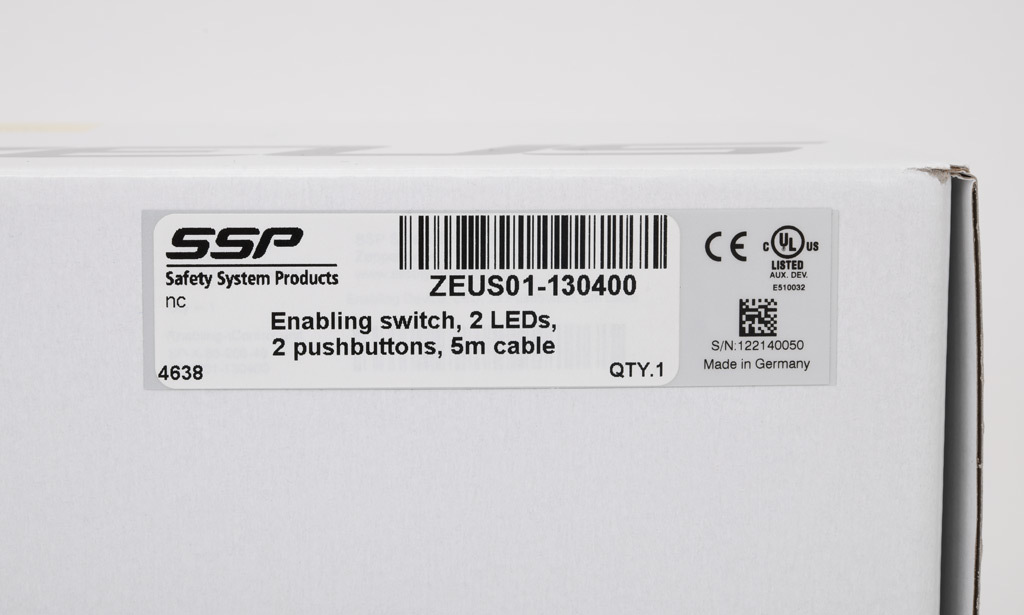 SSP
Safety System Products
nc
ZEUS01-130400
Enabling switch, 2 LEDs,
2 pushbuttons, 5m cable
4638
QTY.1
CE
c UL US
LISTED
AUX. DEV.
E510032
S/N:122140050
Made in Germany